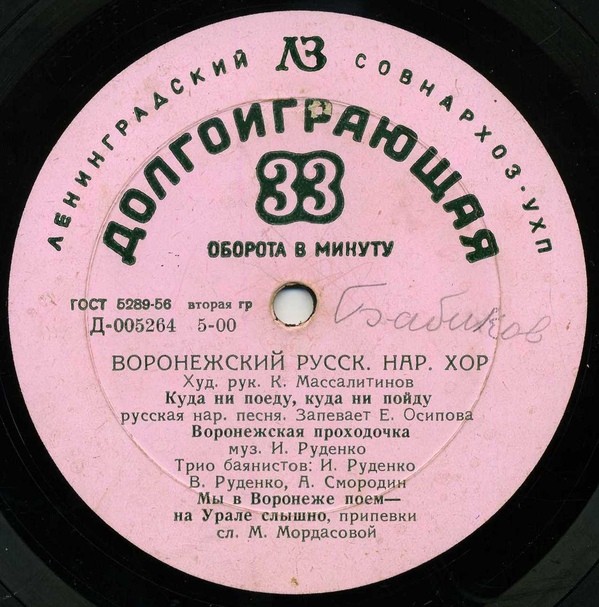 ЛЕНИНГРАДСКИЙ ЛЗ СОВНАРХОЗ-УХП
ДОЛГОИГРАЮЩАЯ
33
ОБОРОТА В МИНУТУ
ГОСТ 5289-56 вторая гр
Д-005264 5-00
Бабиков
ВОРОНЕЖСКИЙ РУССК. НАР. ХОР
Худ. рук. К. Массалитинов
Куда ни поеду, куда ни пойду
русская нар. песня. Запевает Е. Осипова
Воронежская проходочка
муз. И. Руденко
Трио баянистов: И. Руденко
В. Руденко, А. Смородин
Мы в Воронеже поем—
на Урале слышно, припевки
сл. М. Мордасовой